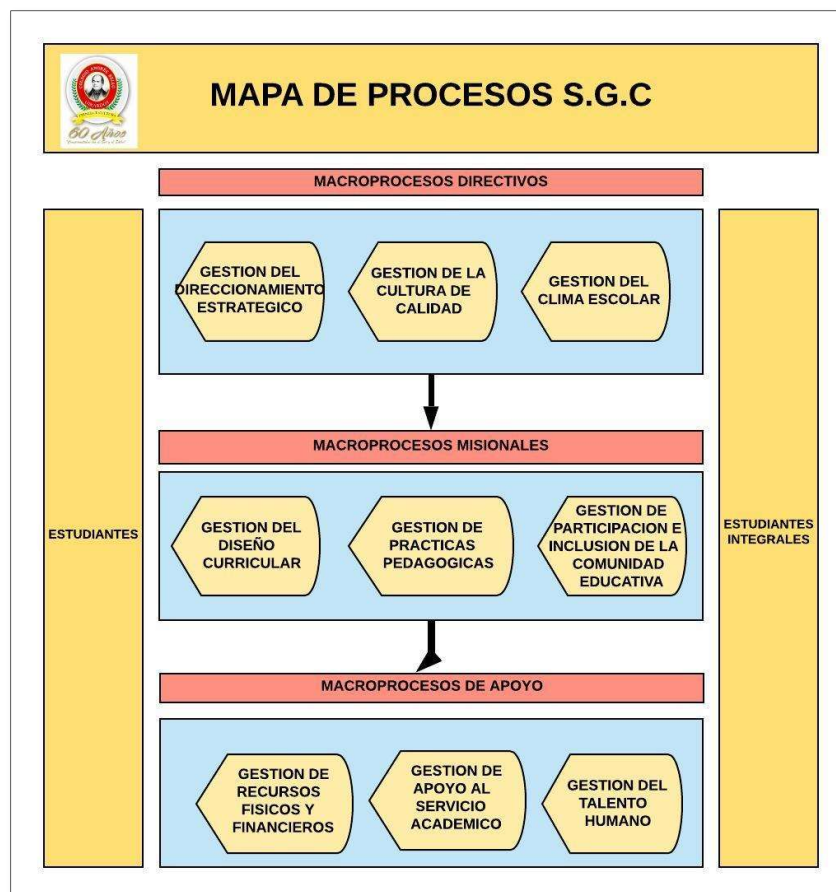 60 Años
MAPA DE PROCESOS S.G.C
MACROPROCESOS DIRECTIVOS
GESTION DEL
DIRECCIONAMIENTO
ESTRATEGICO
GESTION DE LA
CULTURA DE
CALIDAD
GESTION DEL
CLIMA ESCOLAR
MACROPROCESOS MISIONALES
ESTUDIANTES
GESTION DEL
DISEÑO
CURRICULAR
GESTION DE
PRACTICAS
PEDAGOGICAS
GESTION DE
PARTICIPACION E
INCLUSION DE LA
COMUNIDAD
EDUCATIVA
ESTUDIANTES
INTEGRALES
MACROPROCESOS DE APOYO
GESTION DE
RECURSOS
FISICOS Y
FINANCIEROS
GESTION DE
APOYO AL
SERVICIO
ACADEMICO
GESTION DEL
TALENTO
HUMANO